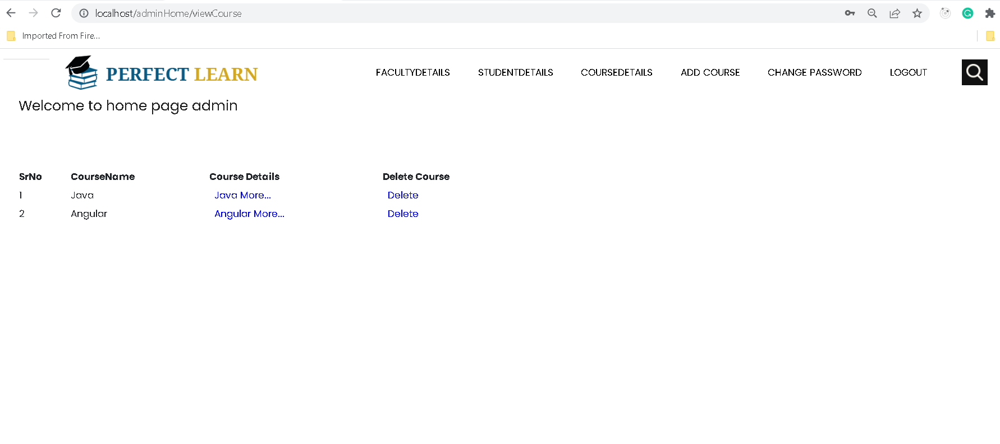 localhost/adminHome/viewCourse
Imported From Fire...
PERFECT LEARN FACULTYDETAILS STUDENTDETAILS COURSEDETAILS ADD COURSE CHANGE PASSWORD LOGOUT
Welcome to home page admin
SrNo CourseName Course Details Delete Course
1 Java Java More... Delete
2 Angular Angular More... Delete